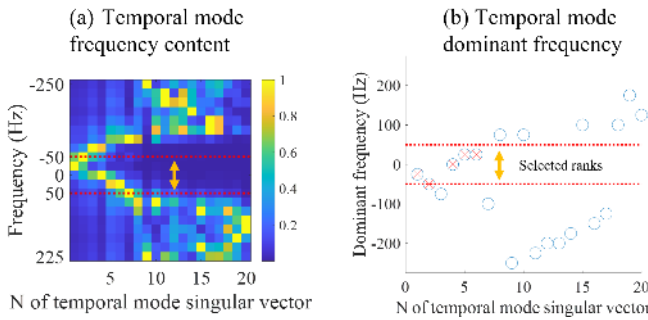 (a) Temporal mode
frequency content
Frequency (Hz)
-250
-50
0
50
225
5
10
15
20
N of temporal mode singular vector
1
0.8
0.6
0.4
0.2
(b) Temporal mode
dominant frequency
Dominant frequency (Hz)
200
100
0
-100
-200
Selected ranks
0
5
10
15
20
N of temporal mode singular vector